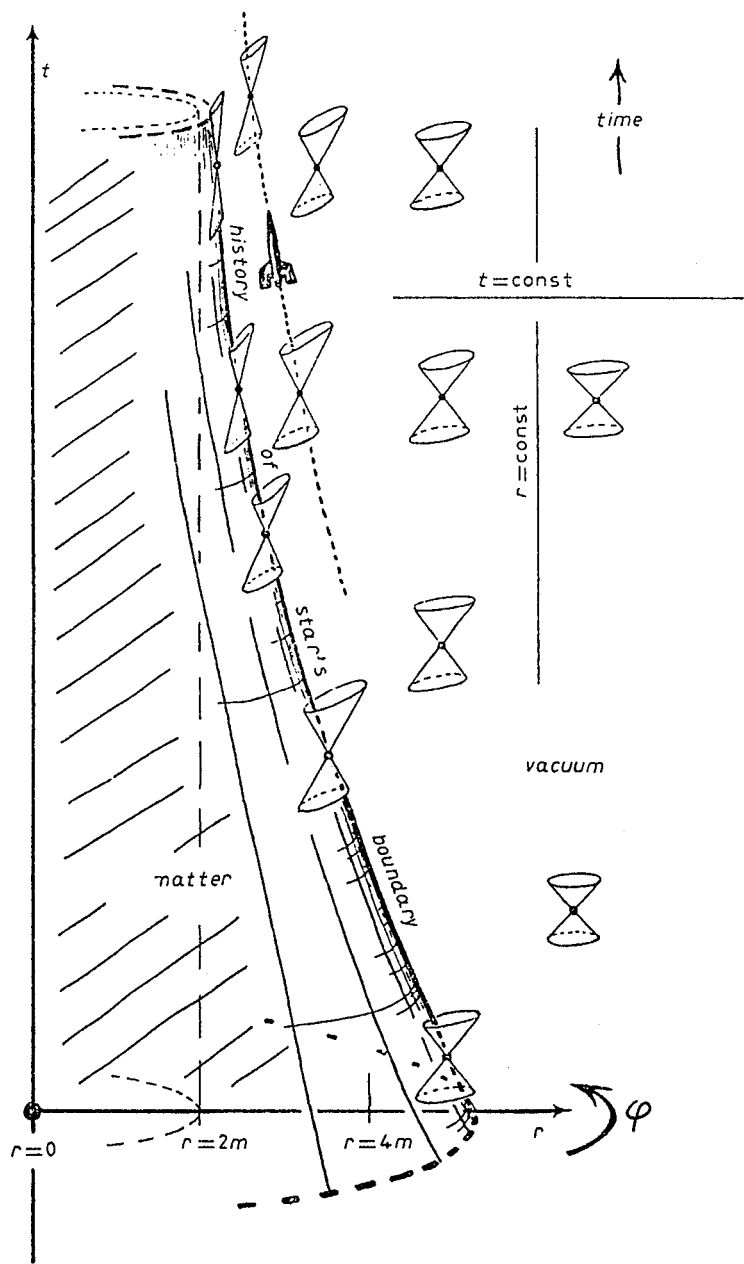 t
time
history
t=const
r=const
of
star's
vacuum
boundary
matter
r=0
r=2m
r=4m
r
φ